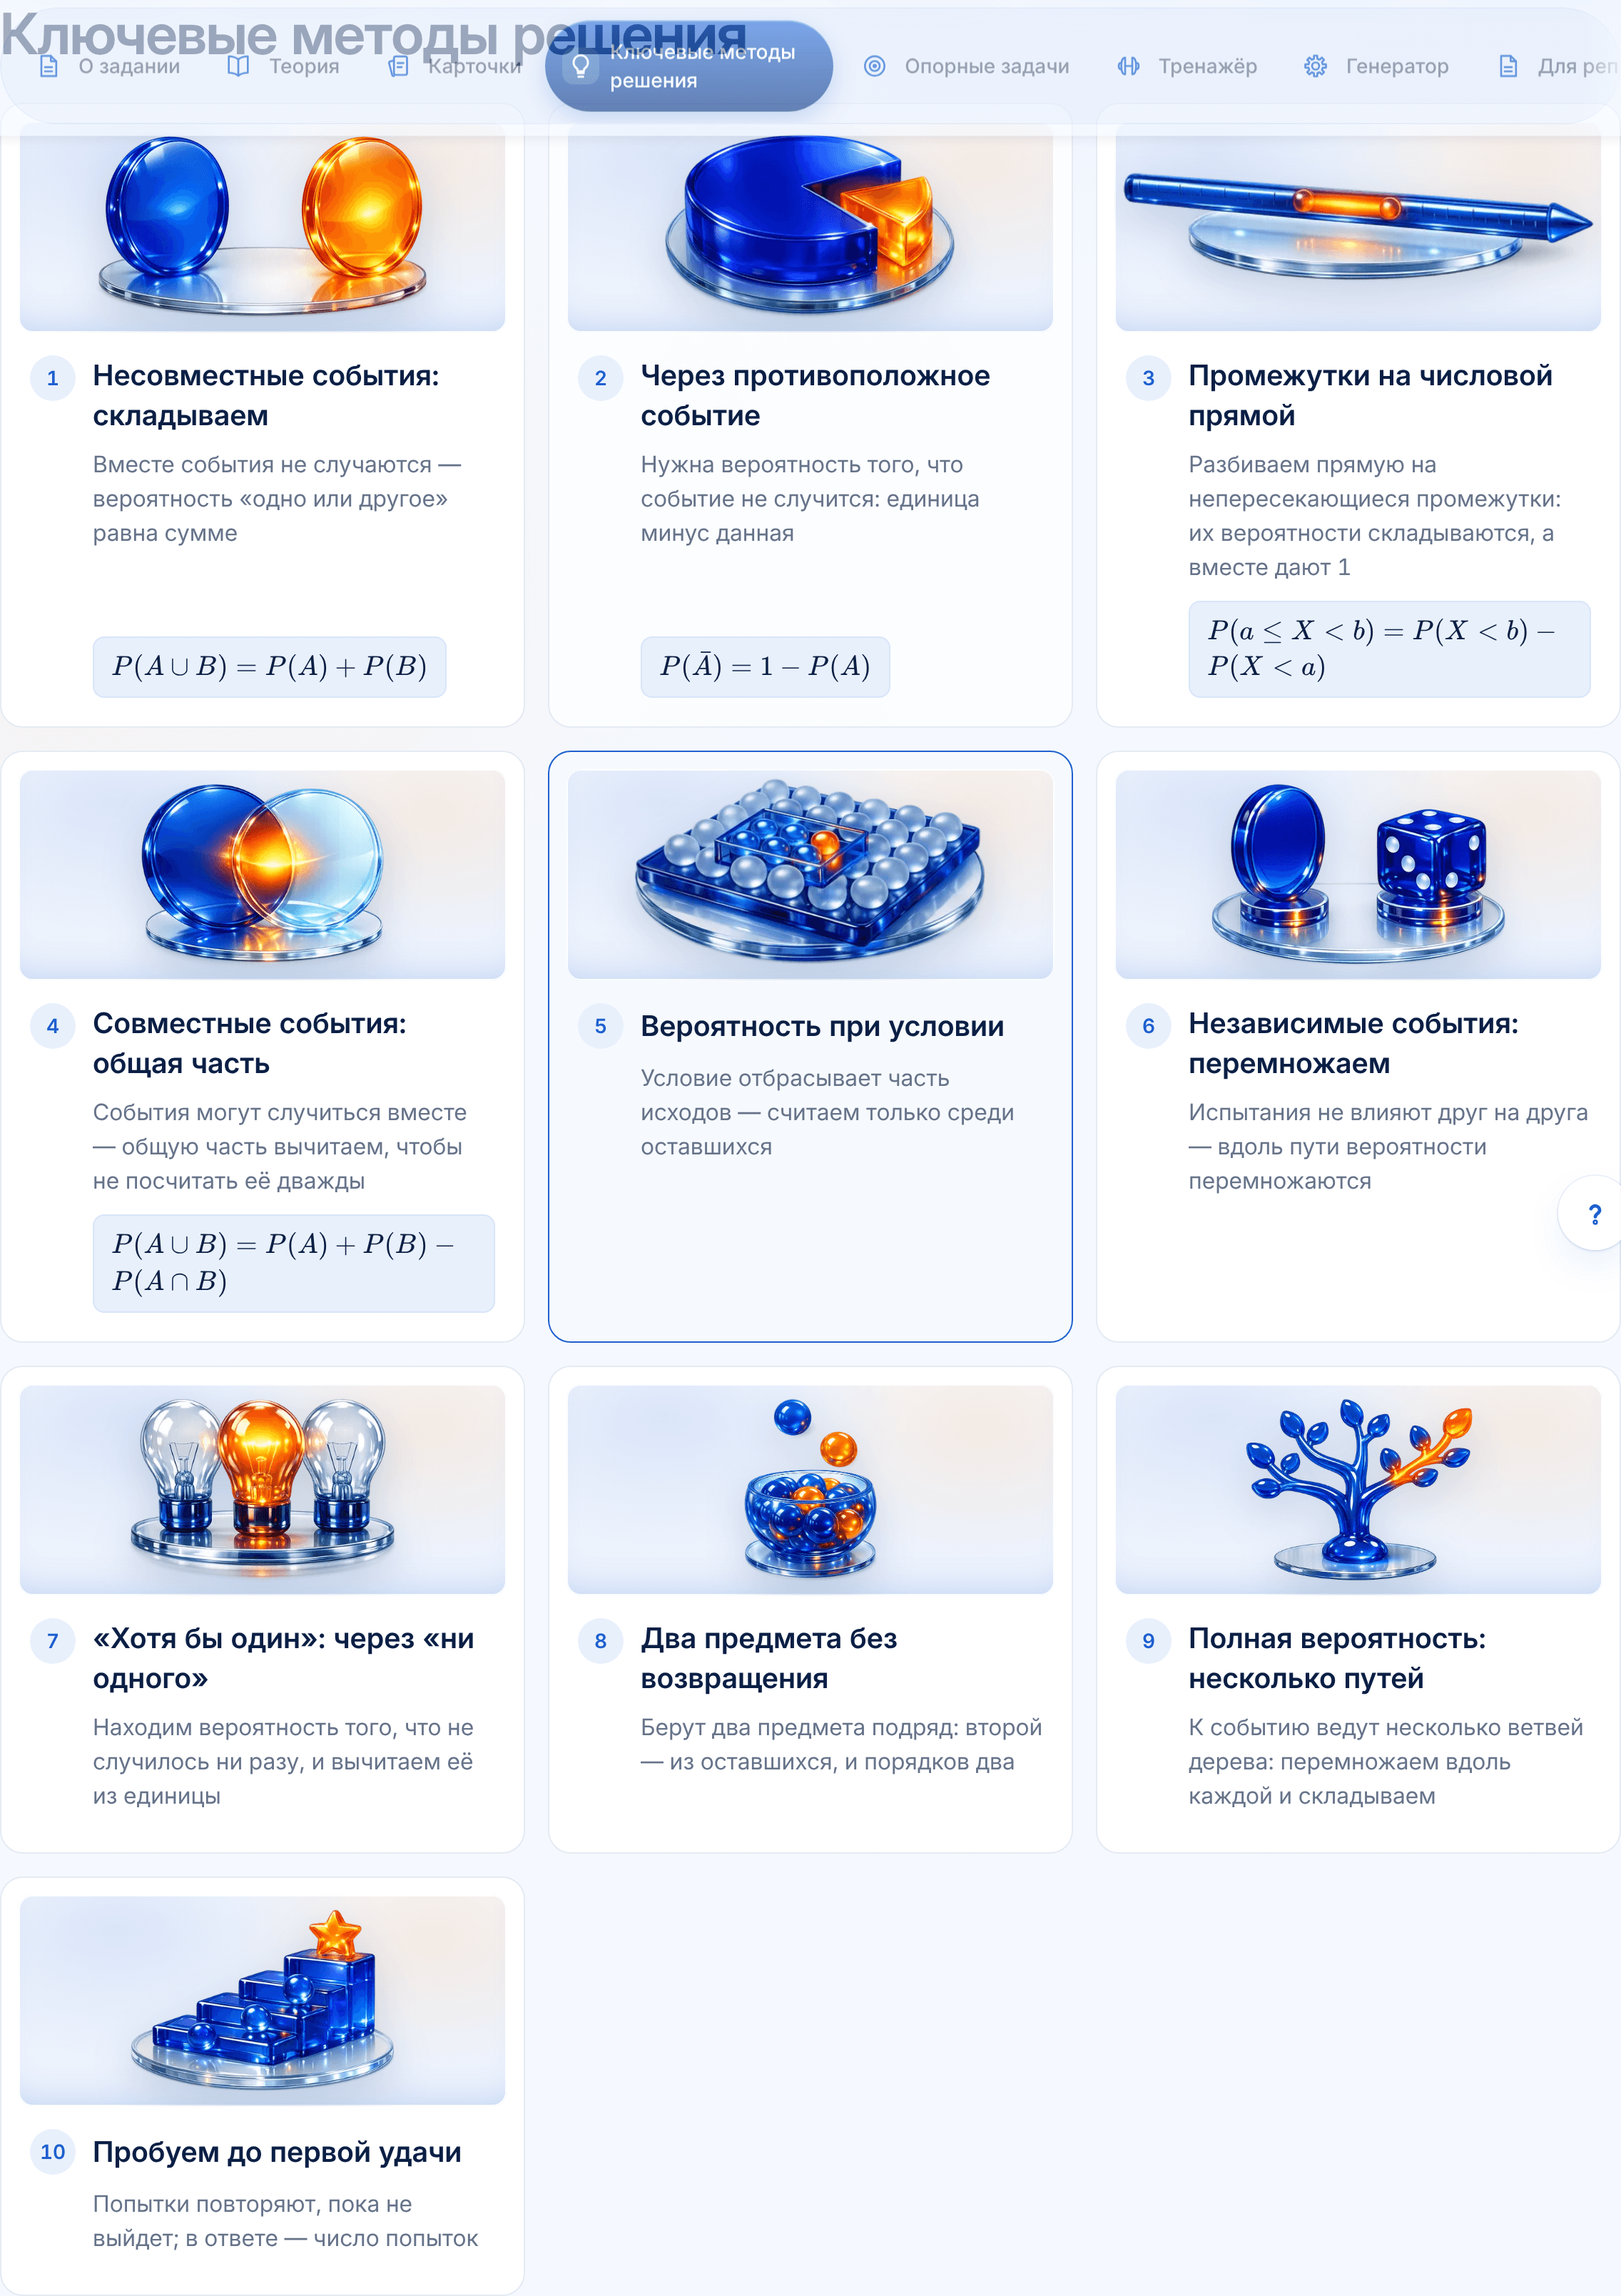 Ключевые методы решения
О задании
Теория
Карточки
Ключевые методы
решения
Опорные задачи
Тренажёр
Генератор
Для реп
1
Несовместные события:
складываем
Вместе события не случаются —
вероятность «одно или другое»
равна сумме
P(A ∪ B) = P(A) + P(B)
2
Через противоположное
событие
Нужна вероятность того, что
событие не случится: единица
минус данная
P(Ā) = 1 − P(A)
3
Промежутки на числовой
прямой
Разбиваем прямую на
непересекающиеся промежутки:
их вероятности складываются, а
вместе дают 1
P(a ≤ X < b) = P(X < b) −
P(X < a)
4
Совместные события:
общая часть
События могут случиться вместе
— общую часть вычитаем, чтобы
не посчитать её дважды
P(A ∪ B) = P(A) + P(B) −
P(A ∩ B)
5
Вероятность при условии
Условие отбрасывает часть
исходов — считаем только среди
оставшихся
6
Независимые события:
перемножаем
Испытания не влияют друг на друга
— вдоль пути вероятности
перемножаются
?
7
«Хотя бы один»: через «ни
одного»
Находим вероятность того, что не
случилось ни разу, и вычитаем её
из единицы
8
Два предмета без
возвращения
Берут два предмета подряд: второй
— из оставшихся, и порядков два
9
Полная вероятность:
несколько путей
К событию ведут несколько ветвей
дерева: перемножаем вдоль
каждой и складываем
10
Пробуем до первой удачи
Попытки повторяют, пока не
выйдет; в ответе — число попыток